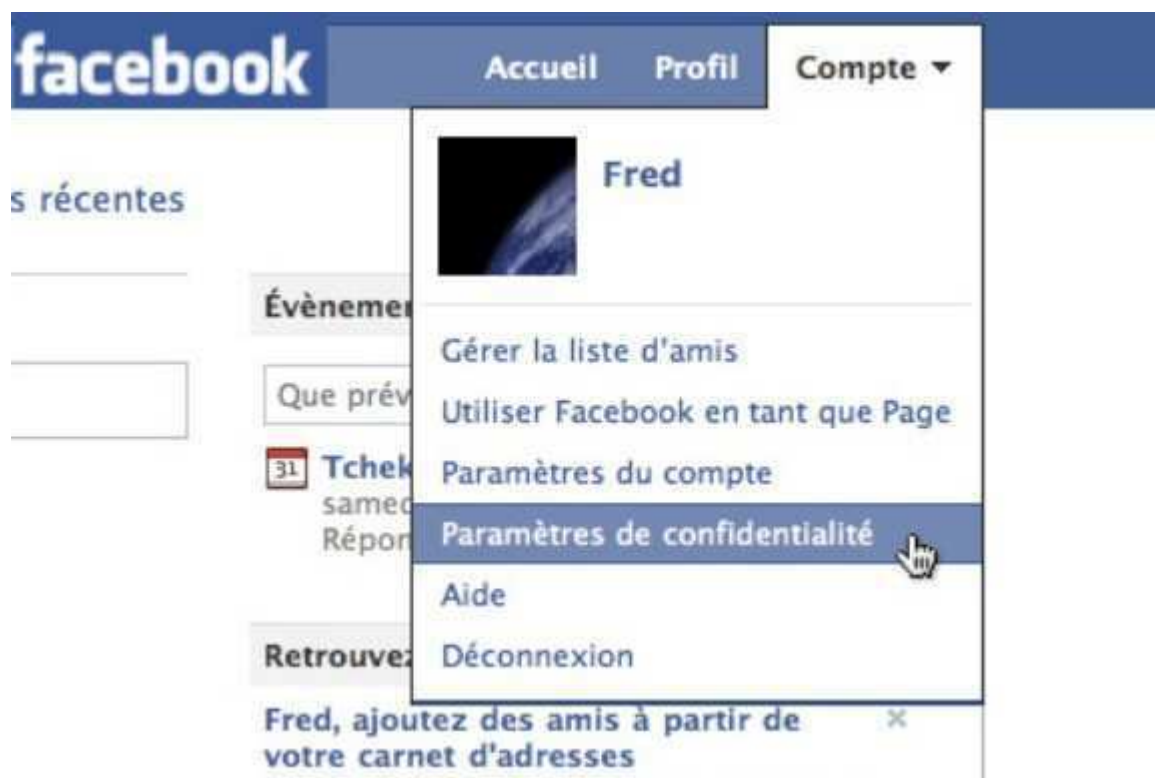 facebook
Accueil Profil Compte
Fred
s récentes
Évènemen
Gérer la liste d'amis
Que prév
Utiliser Facebook en tant que Page
31 Tchek
Paramètres du compte
samed
Répon
Paramètres de confidentialité
Aide
Retrouvez
Déconnexion
Fred, ajoutez des amis à partir de
votre carnet d'adresses